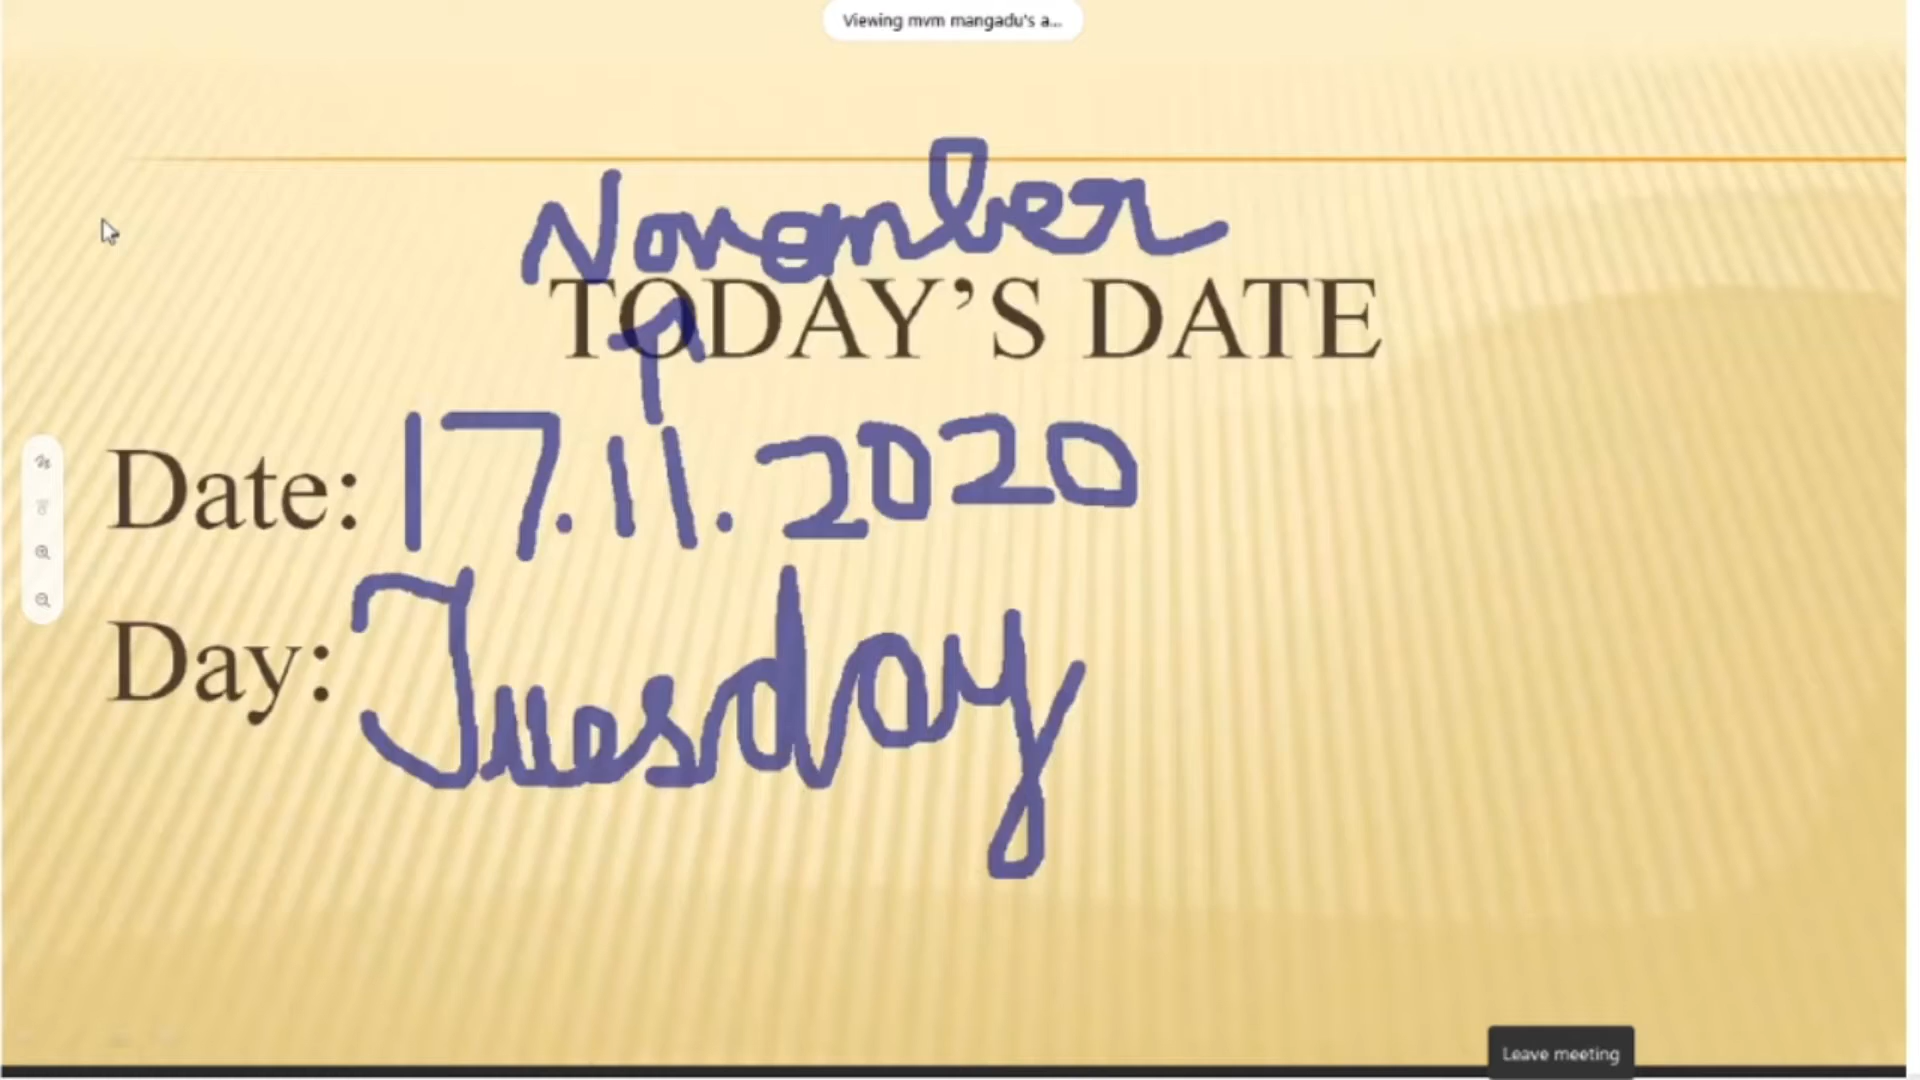 Viewing mvm mangadu's a...
November
TODAY'S DATE
Date: 17.11.2020
Day: Tuesday
Leave meeting